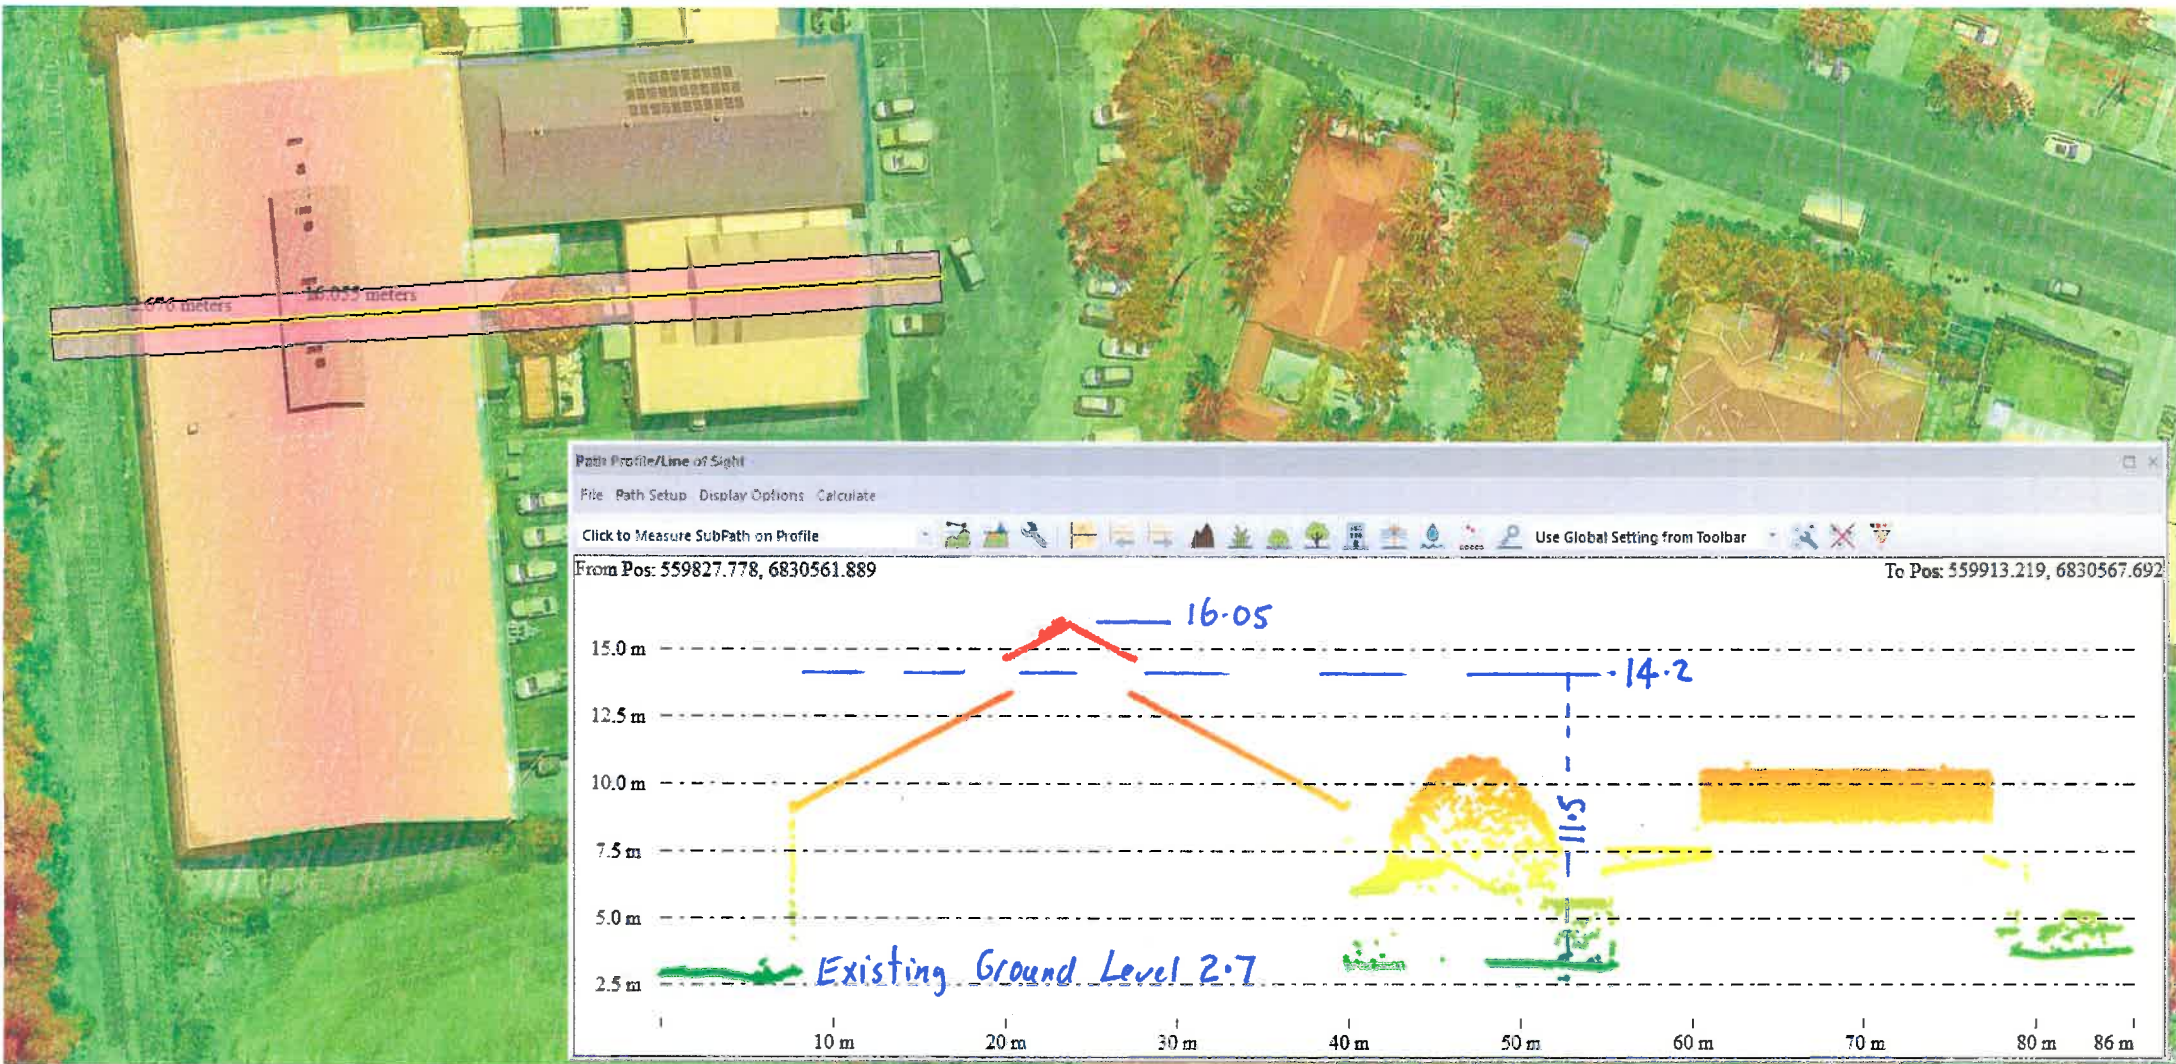 2.676 meters
16.055 meters
Path Profile/Line of Sight
File Path Setup Display Options Calculate
Click to Measure SubPath on Profile
Use Global Setting from Toolbar
From Pos: 559827.778, 6830561.889
To Pos: 559913.219, 6830567.692
16.05
15.0 m
14.2
12.5 m
10.0 m
11.5
7.5 m
5.0 m
Existing Ground Level 2.7
2.5 m
10 m 20 m 30 m 40 m 50 m 60 m 70 m 80 m 86 m